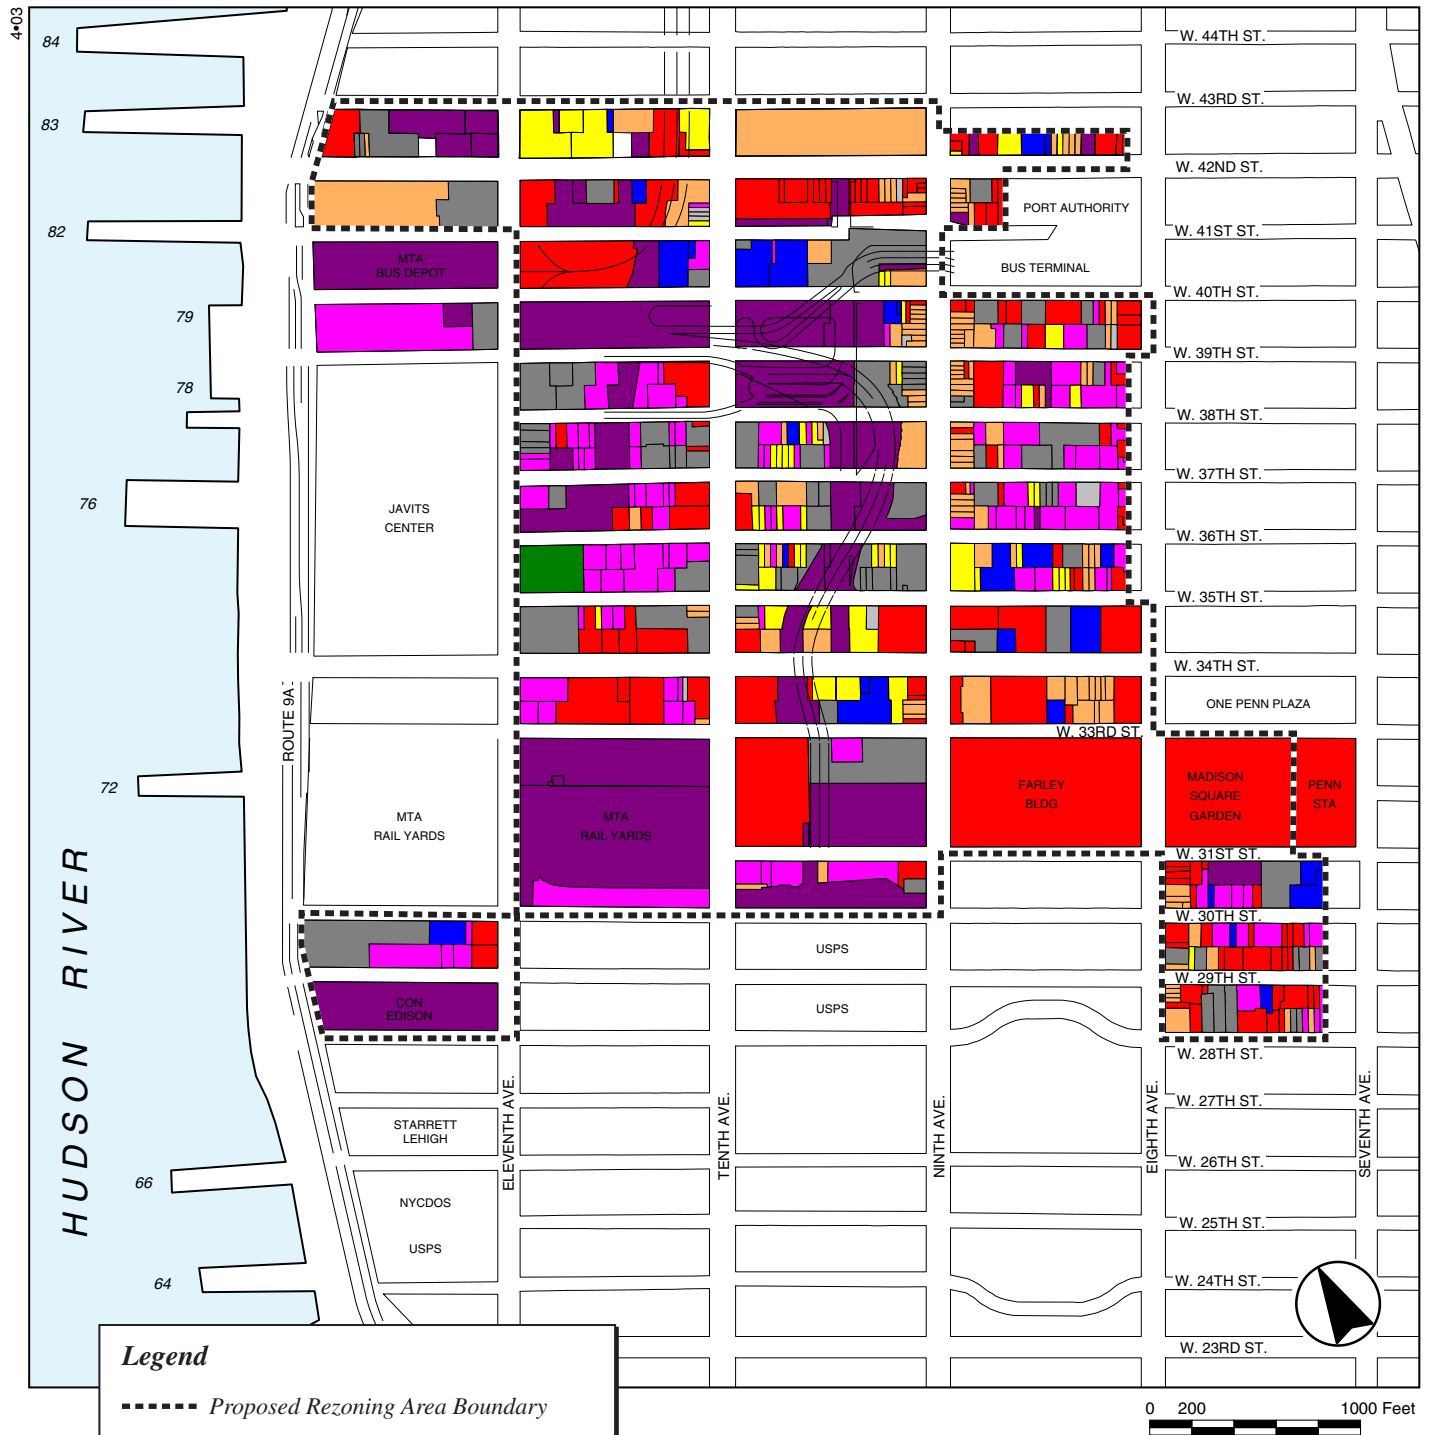 4•03
84
83
82
79
78
76
72
66
64
HUDSON RIVER
ROUTE 9A
W. 44TH ST.
W. 43RD ST.
W. 42ND ST.
PORT AUTHORITY
W. 41ST ST.
BUS TERMINAL
MTA
BUS DEPOT
W. 40TH ST.
W. 39TH ST.
W. 38TH ST.
W. 37TH ST.
JAVITS
CENTER
W. 36TH ST.
W. 35TH ST.
W. 34TH ST.
ONE PENN PLAZA
W. 33RD ST.
MTA
RAIL YARDS
MTA
RAIL YARDS
FARLEY
BLDG
MADISON
SQUARE
GARDEN
PENN
STA
W. 31ST ST.
W. 30TH ST.
USPS
W. 29TH ST.
CON
EDISON
USPS
W. 28TH ST.
ELEVENTH AVE.
TENTH AVE.
NINTH AVE.
EIGHTH AVE.
SEVENTH AVE.
W. 27TH ST.
STARRETT
LEHIGH
W. 26TH ST.
NYCDOS
W. 25TH ST.
USPS
W. 24TH ST.
W. 23RD ST.
Legend
Proposed Rezoning Area Boundary
0 200 1000 Feet